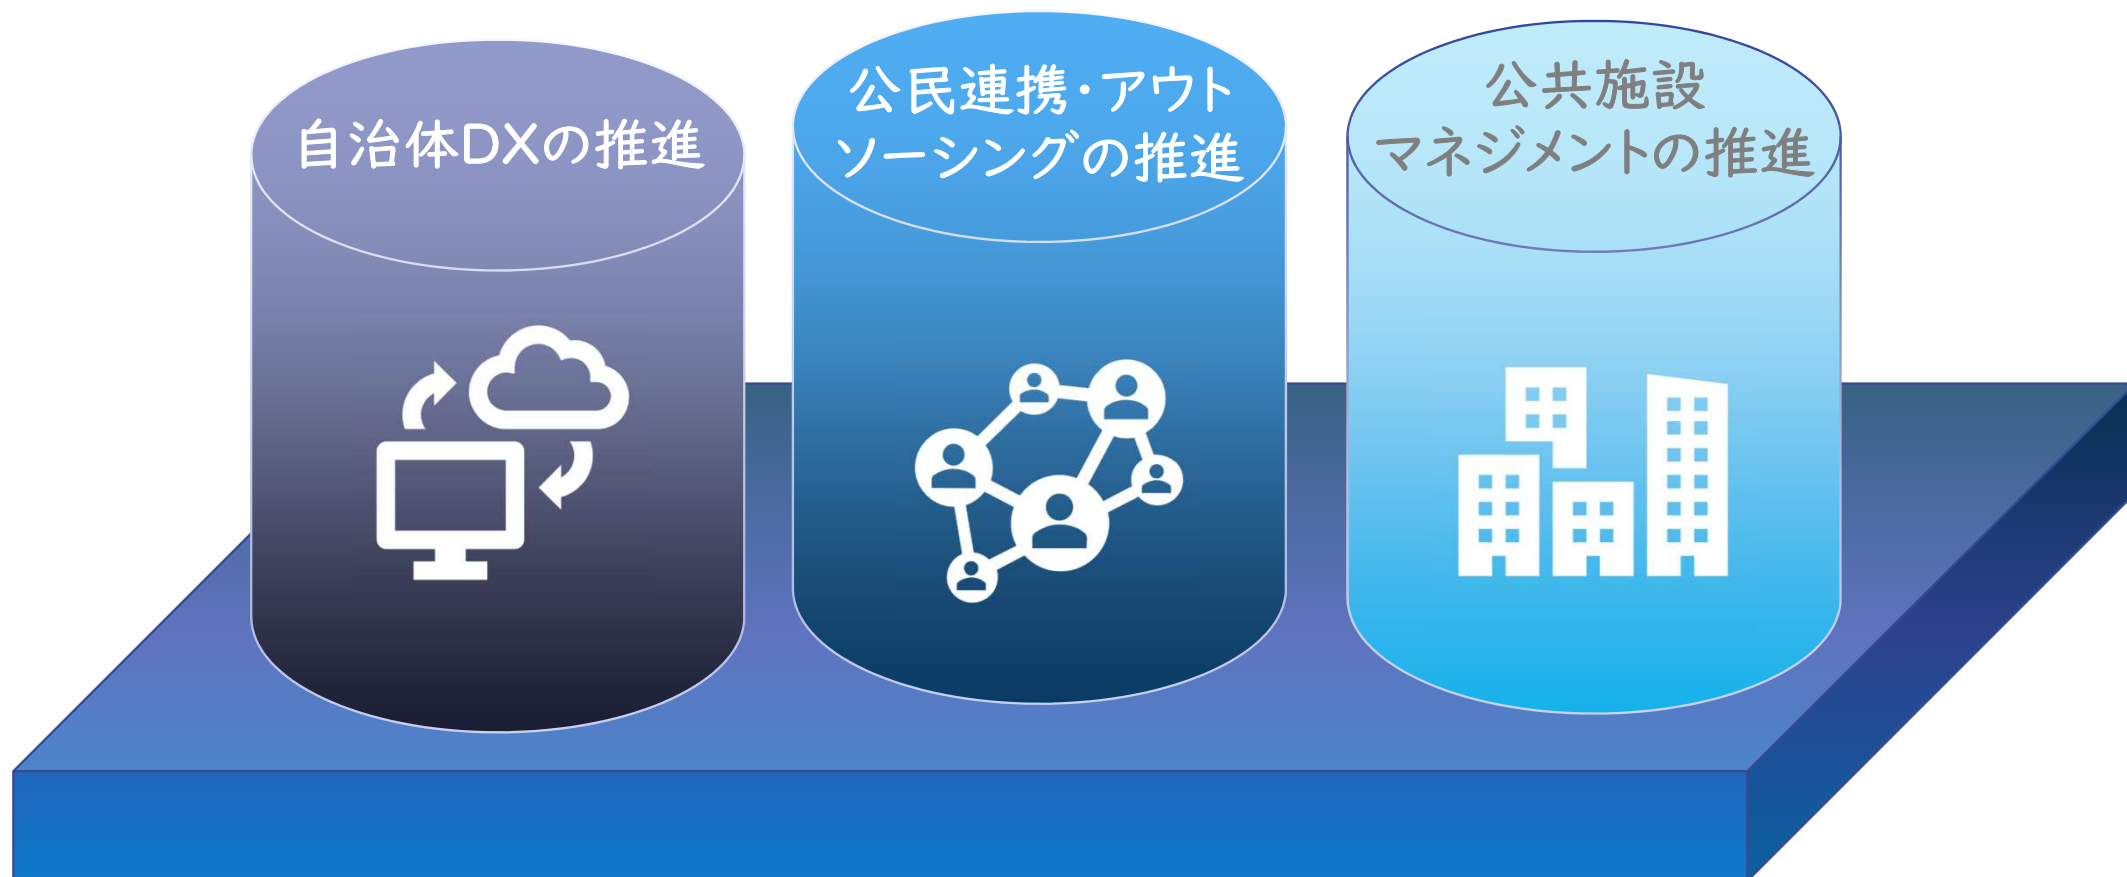 自治体DXの推進
公民連携・アウト
ソーシングの推進
公共施設
マネジメントの推進